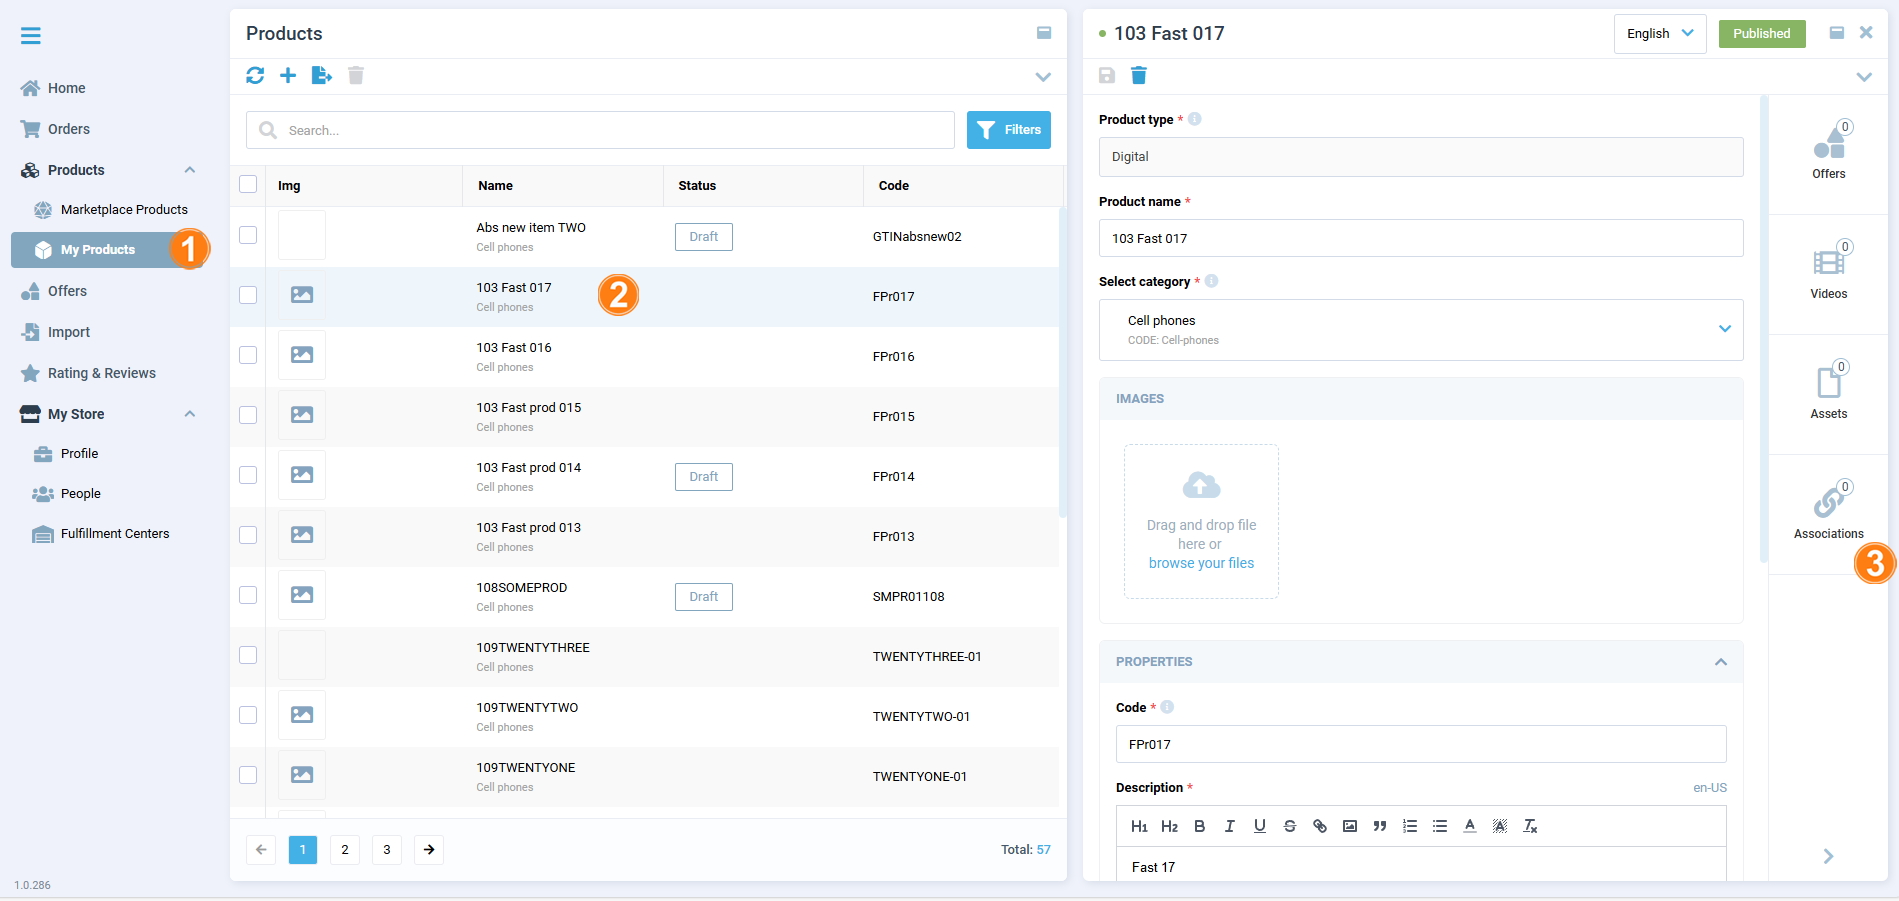 Home
Orders
Products
Marketplace Products
My Products
1
Offers
Import
Rating & Reviews
My Store
Profile
People
Fulfillment Centers
1.0.286
Products
Search...
Filters
Img Name Status Code
Abs new item TWO
Cell phones
Draft
GTINabsnew02
103 Fast 017
Cell phones
2
FPr017
103 Fast 016
Cell phones
FPr016
103 Fast prod 015
Cell phones
FPr015
103 Fast prod 014
Cell phones
Draft
FPr014
103 Fast prod 013
Cell phones
FPr013
108SOMEPROD
Cell phones
Draft
SMPR01108
109TWENTYTHREE
Cell phones
TWENTYTHREE-01
109TWENTYTWO
Cell phones
TWENTYTWO-01
109TWENTYONE
Cell phones
TWENTYONE-01
1 2 3
Total: 57
103 Fast 017
English
Published
Product type *
Digital
Product name *
103 Fast 017
Select category *
Cell phones
CODE: Cell-phones
IMAGES
Drag and drop file
here or
browse your files
PROPERTIES
Code *
FPr017
Description *
en-US
H1 H2 B I U S
Fast 17
0
Offers
0
Videos
0
Assets
0
Associations
3